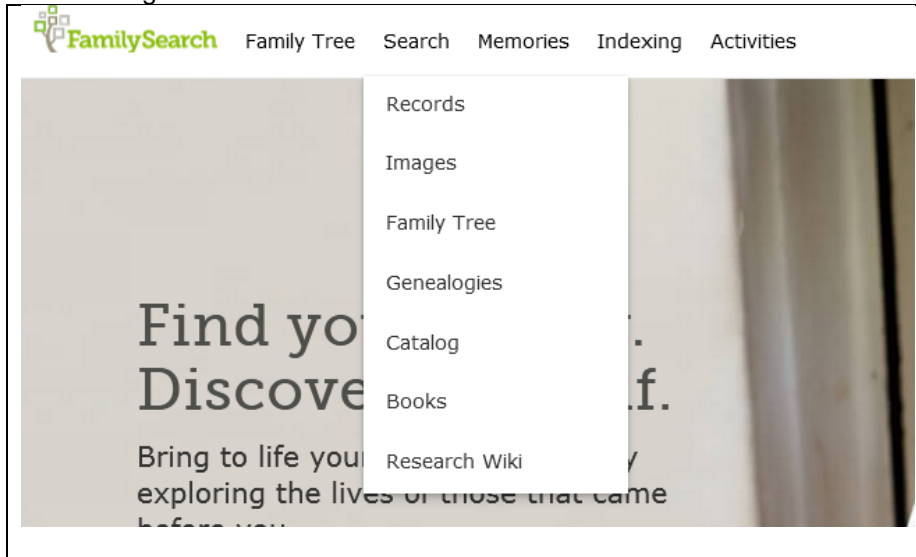 FamilySearch Family Tree Search Memories Indexing Activities
Records
Images
Family Tree
Genealogies
Catalog
Books
Research Wiki
Find .
Discove f.
Bring to life
exploring the lives of those that came
before you